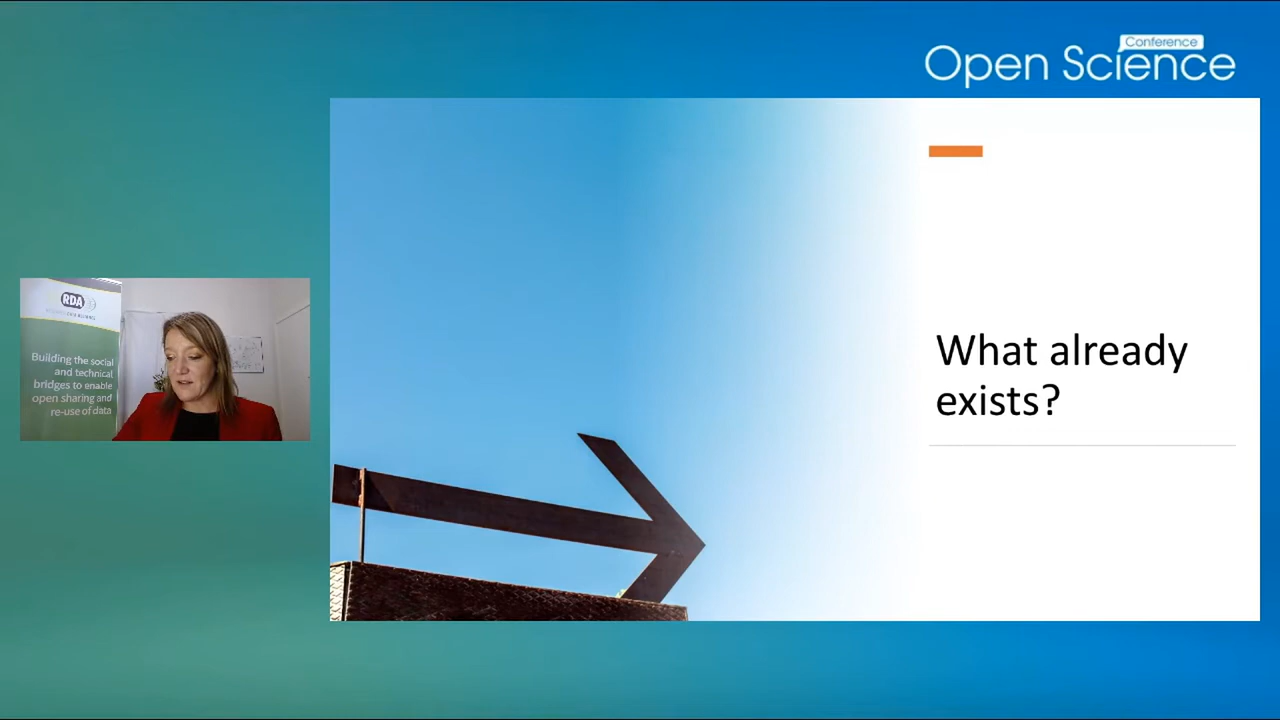 Conference
Open Science
What already
exists?
RDA
Building the social
and technical
bridges to enable
open sharing and
re-use of data